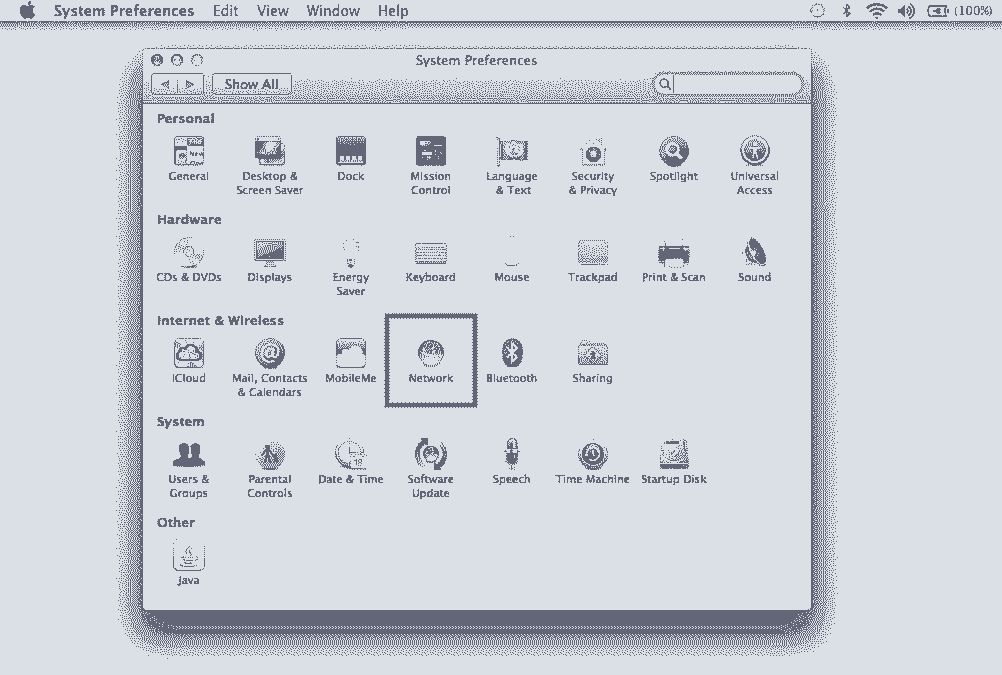 System Preferences Edit View Window Help (100%)
System Preferences
Show All
Personal
General Desktop & Screen Saver Dock Mission Control Language & Text Security & Privacy Spotlight Universal Access
Hardware
CDs & DVDs Displays Energy Saver Keyboard Mouse Trackpad Print & Scan Sound
Internet & Wireless
iCloud Mail, Contacts & Calendars MobileMe Network Bluetooth Sharing
System
Users & Groups Parental Controls Date & Time Software Update Speech Time Machine Startup Disk
Other
Java